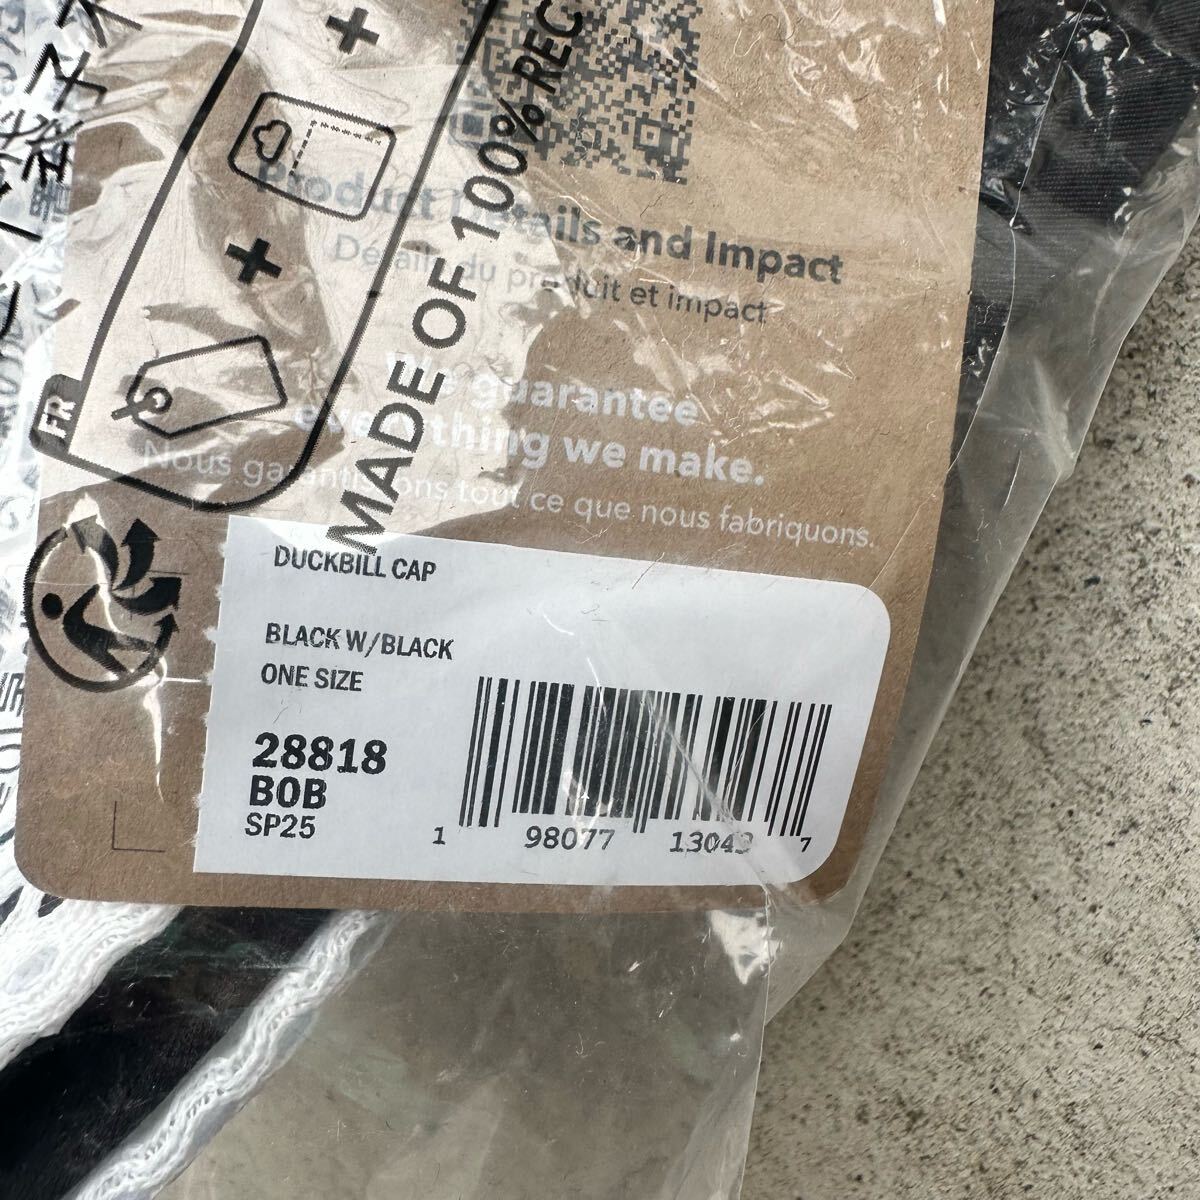 MADE OF 100% REC
Product Details and Impact
Détails du produit et impact
We guarantee
everything we make.
Nous garantissons tout ce que nous fabriquons.
FR
DUCKBILL CAP
BLACK W/BLACK
ONE SIZE
28818
BOB
SP25
1 98077 13043 7